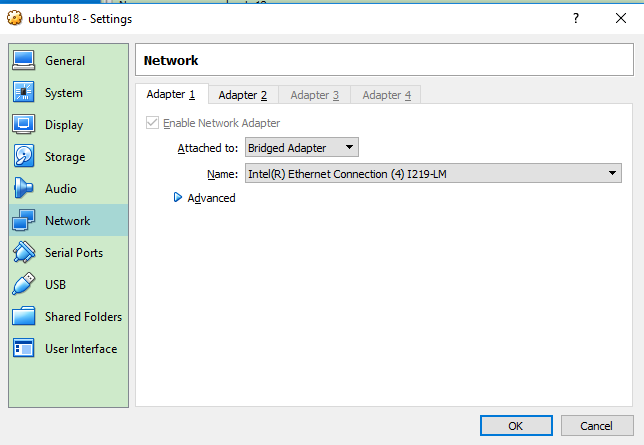 ubuntu18 - Settings
?
General
System
Display
Storage
Audio
Network
Serial Ports
USB
Shared Folders
User Interface
Network
Adapter 1 Adapter 2 Adapter 3 Adapter 4
Enable Network Adapter
Attached to: Bridged Adapter
Name: Intel(R) Ethernet Connection (4) I219-LM
Advanced
OK Cancel